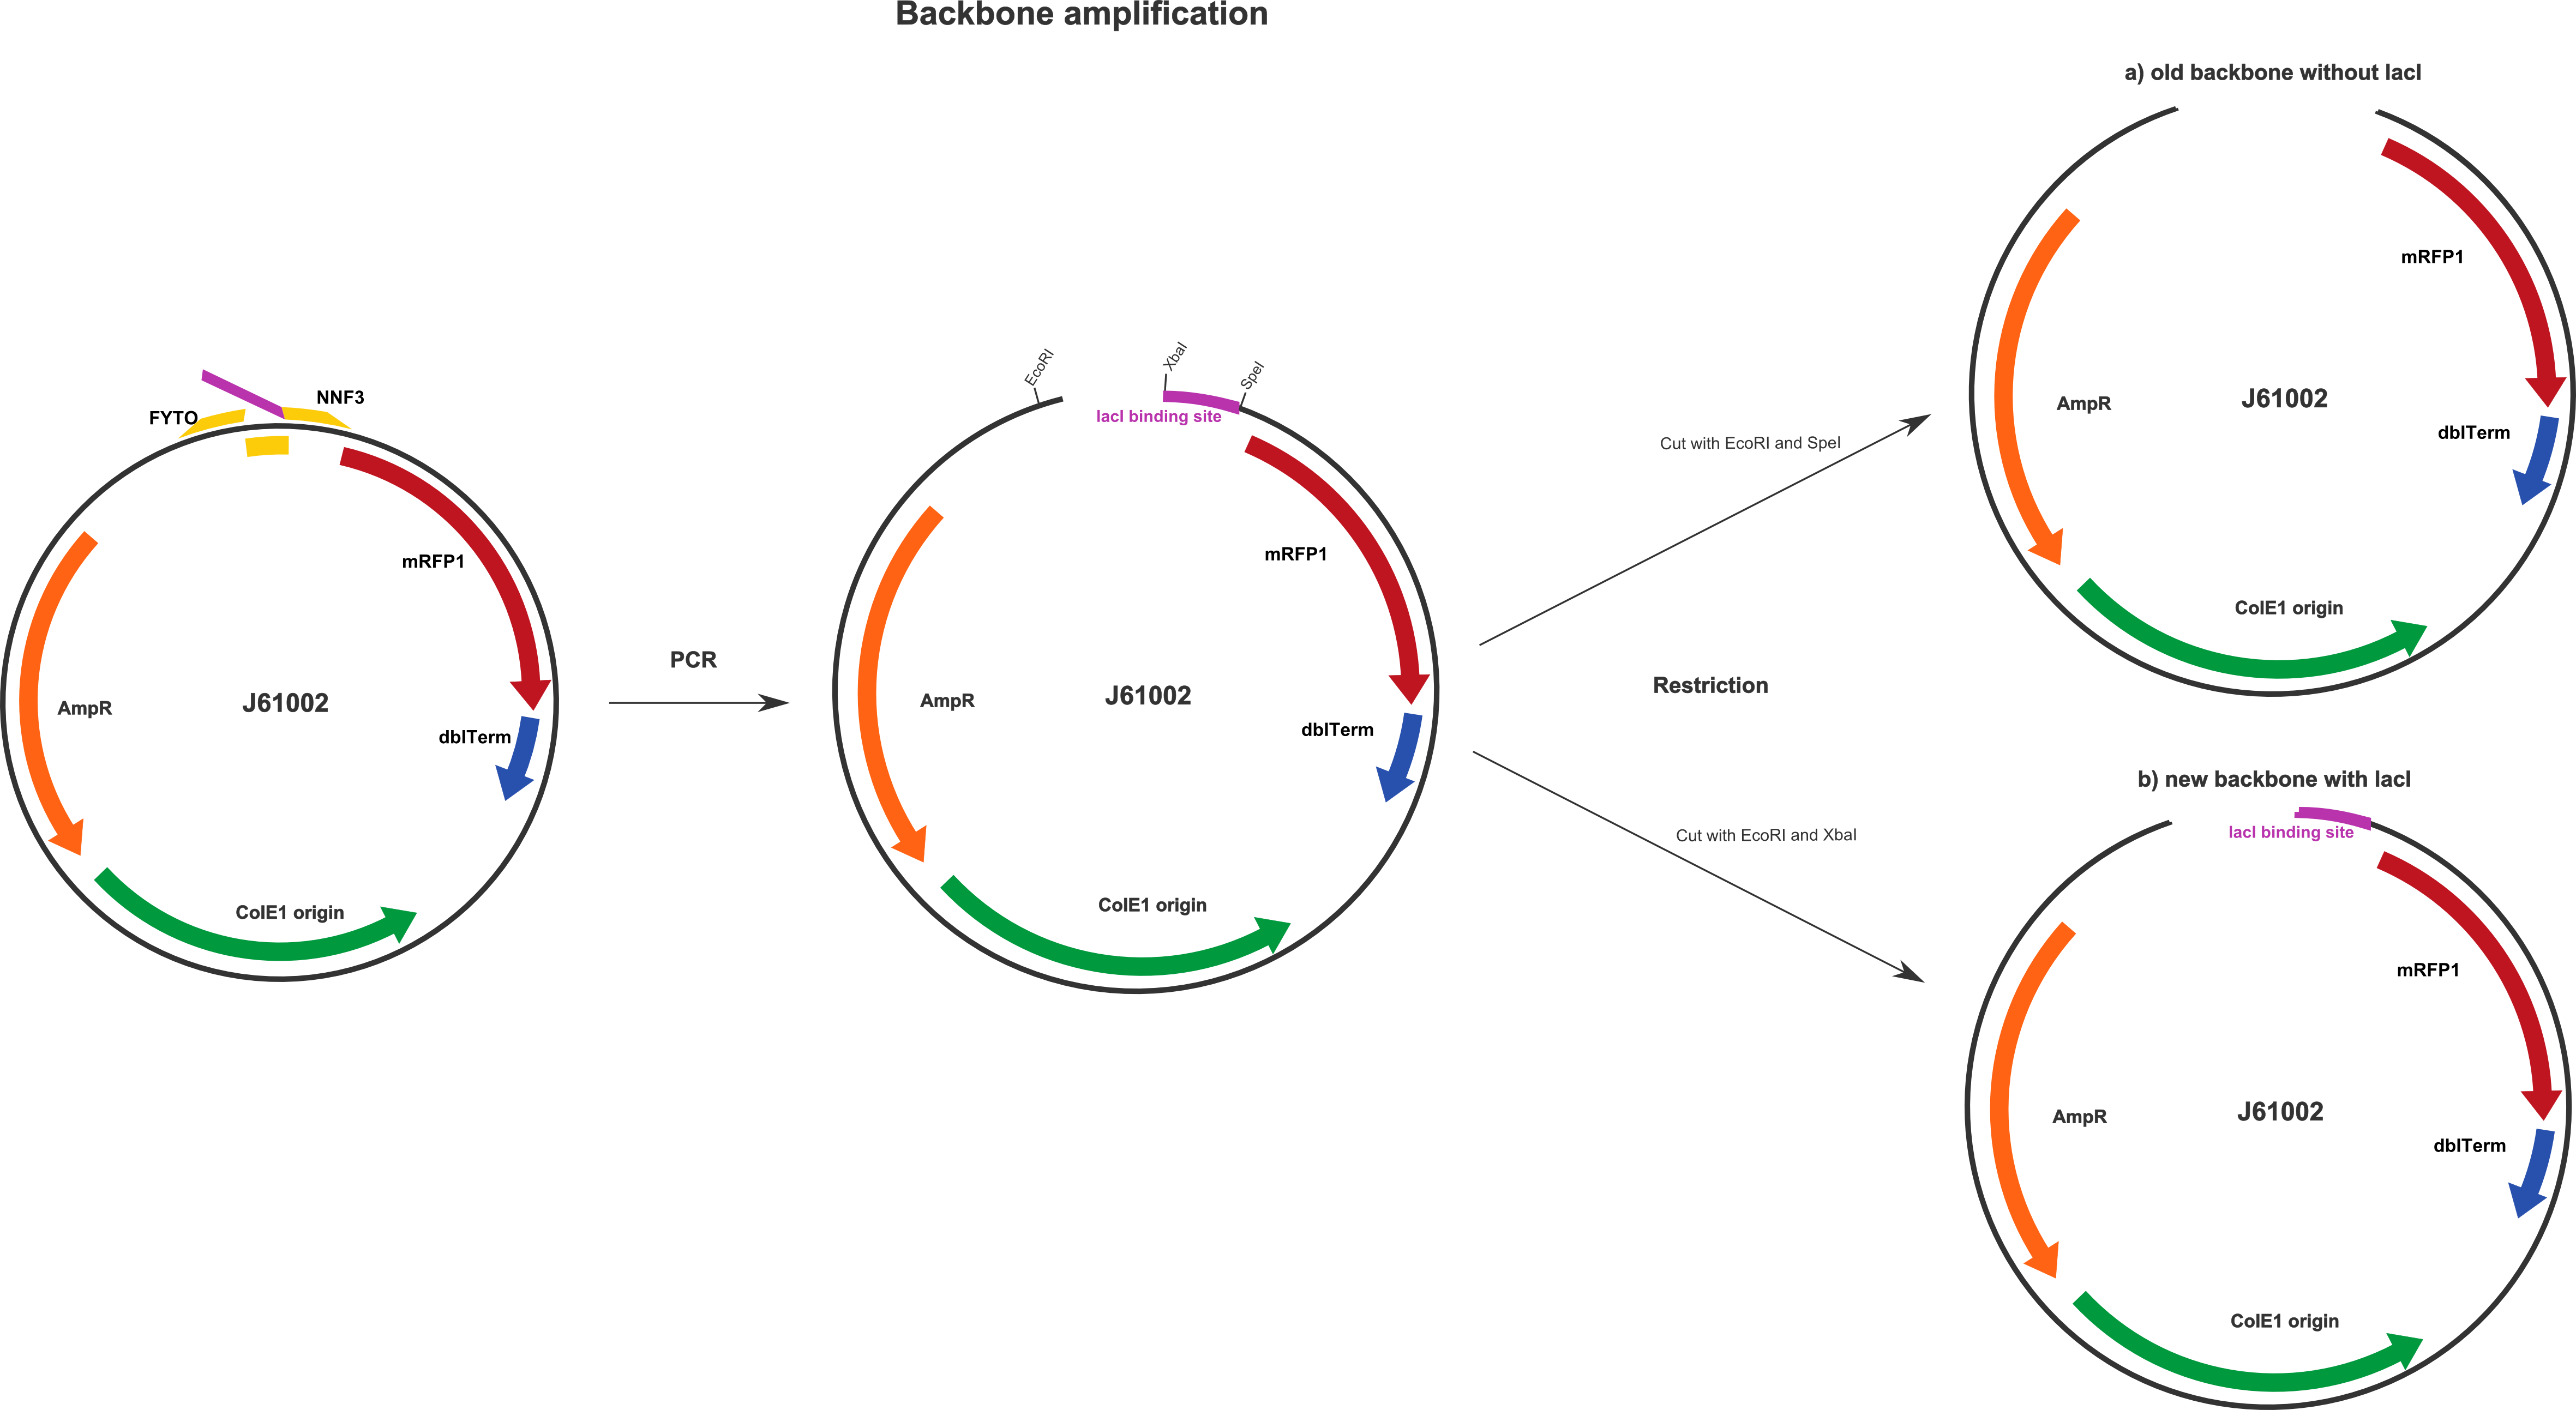 Backbone amplification
FYTO
NNF3
mRFP1
AmpR
J61002
dblTerm
ColE1 origin
PCR
EcoRI
XbaI
SpeI
lacI binding site
mRFP1
AmpR
J61002
dblTerm
ColE1 origin
Cut with EcoRI and SpeI
Restriction
Cut with EcoRI and XbaI
a) old backbone without lacI
mRFP1
AmpR
J61002
dblTerm
ColE1 origin
b) new backbone with lacI
lacI binding site
mRFP1
AmpR
J61002
dblTerm
ColE1 origin